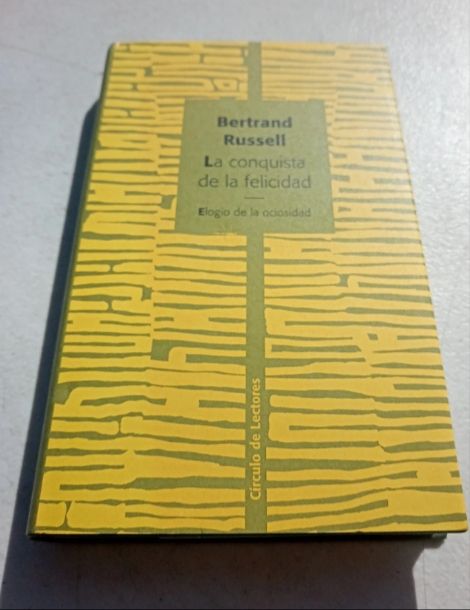 Bertrand
Russell
La conquista
de la felicidad
Elogio de la ociosidad
Círculo de Lectores